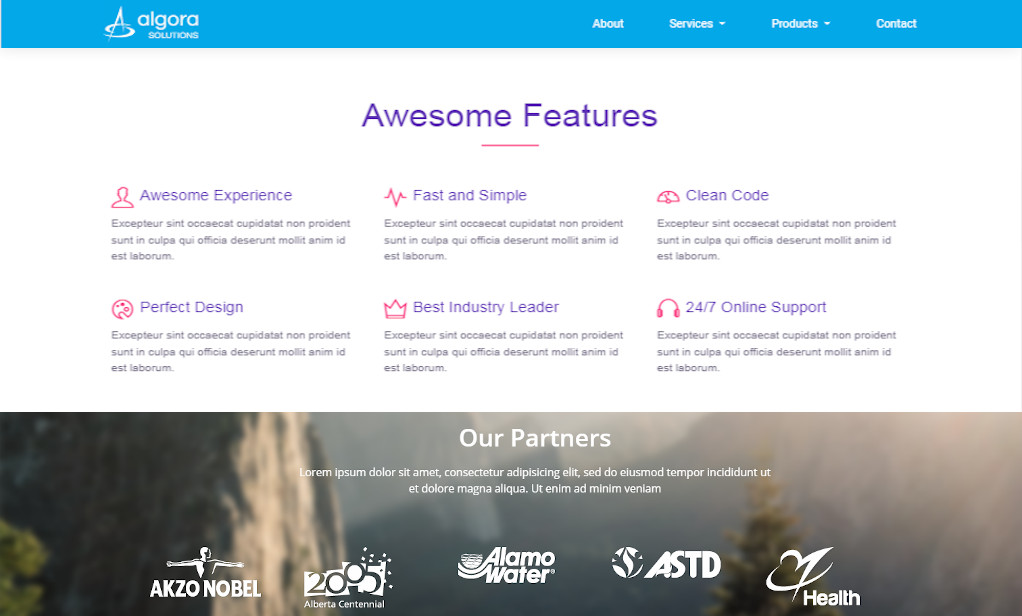 algora
SOLUTIONS
About Services Products Contact
Awesome Features
Awesome Experience
Excepteur sint occaecat cupidatat non proident
sunt in culpa qui officia deserunt mollit anim id
est laborum.
Fast and Simple
Excepteur sint occaecat cupidatat non proident
sunt in culpa qui officia deserunt mollit anim id
est laborum.
Clean Code
Excepteur sint occaecat cupidatat non proident
sunt in culpa qui officia deserunt mollit anim id
est laborum.
Perfect Design
Excepteur sint occaecat cupidatat non proident
sunt in culpa qui officia deserunt mollit anim id
est laborum.
Best Industry Leader
Excepteur sint occaecat cupidatat non proident
sunt in culpa qui officia deserunt mollit anim id
est laborum.
24/7 Online Support
Excepteur sint occaecat cupidatat non proident
sunt in culpa qui officia deserunt mollit anim id
est laborum.
Our Partners
Lorem ipsum dolor sit amet, consectetur adipisicing elit, sed do eiusmod tempor incididunt ut
et dolore magna aliqua. Ut enim ad minim veniam
AKZO NOBEL
2005
Alberta Centennial
Alamo
Water®
ASTD
Health